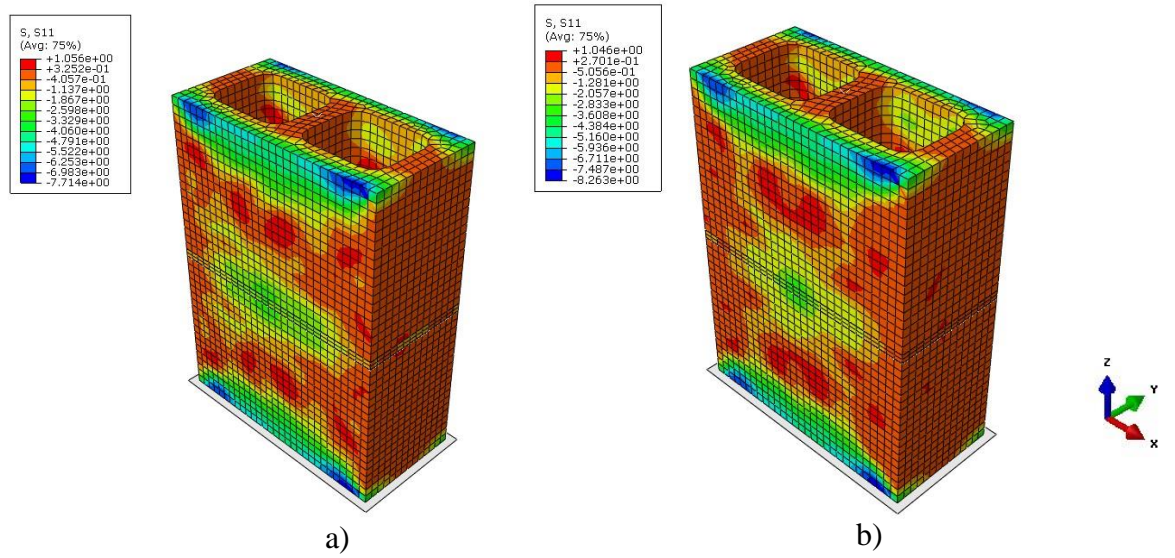 S, S11
(Avg: 75%)
+1.056e+00
+3.252e-01
-4.057e-01
-1.137e+00
-1.867e+00
-2.598e+00
-3.329e+00
-4.060e+00
-4.791e+00
-5.522e+00
-6.253e+00
-6.983e+00
-7.714e+00
S, S11
(Avg: 75%)
+1.046e+00
+2.701e-01
-5.056e-01
-1.281e+00
-2.057e+00
-2.833e+00
-3.608e+00
-4.384e+00
-5.160e+00
-5.936e+00
-6.711e+00
-7.487e+00
-8.263e+00
Z
Y
X
a)
b)